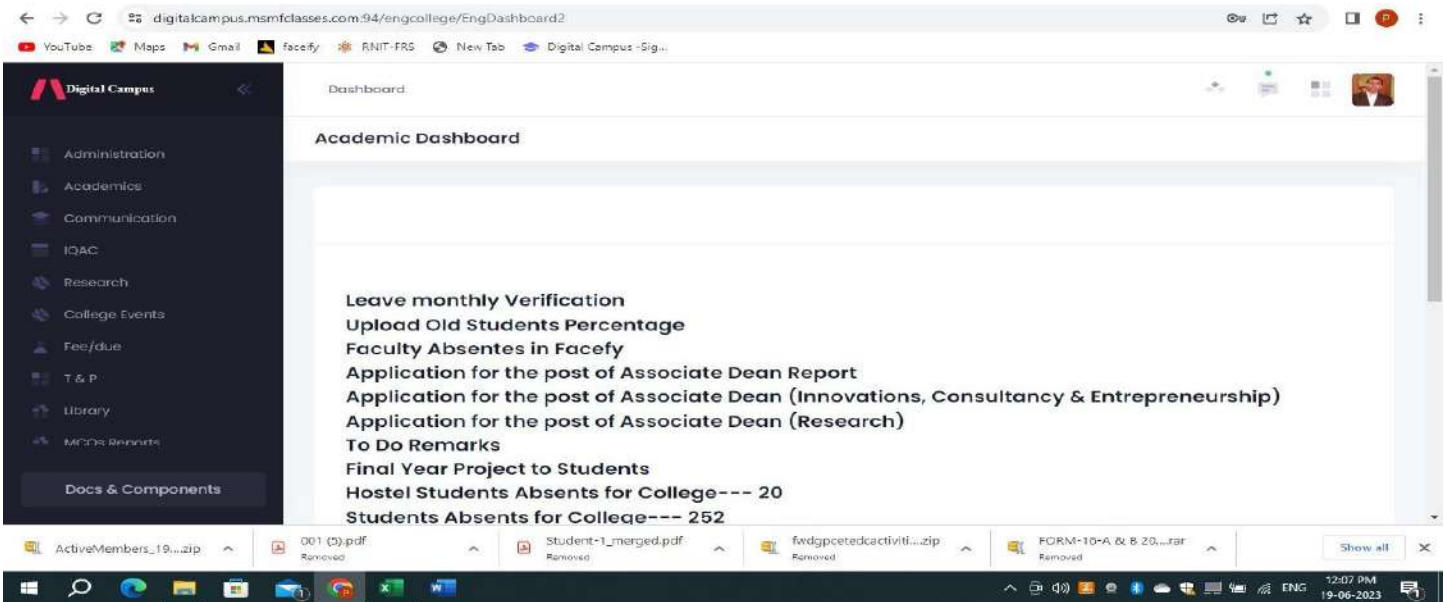 digitalcampus.msmfclasses.com:94/engcollege/EngDashboard2
YouTube Maps Gmail faceify RNIT-FRS New Tab Digital Campus -Sig...
Digital Campus
Dashboard
Academic Dashboard
Administration
Academics
Communication
IQAC
Research
College Events
Fee/due
T & P
Library
MCQs Reports
Docs & Components
Leave monthly Verification
Upload Old Students Percentage
Faculty Absentes in Facefy
Application for the post of Associate Dean Report
Application for the post of Associate Dean (Innovations, Consultancy & Entrepreneurship)
Application for the post of Associate Dean (Research)
To Do Remarks
Final Year Project to Students
Hostel Students Absents for College--- 20
Students Absents for College--- 252
ActiveMembers_19....zip
001 (5).pdf
Removed
Student-1_merged.pdf
Removed
fwdgpcetedcactiviti....zip
Removed
FORM-16-A & B 20....rar
Removed
Show all
ENG
12:07 PM
19-06-2023